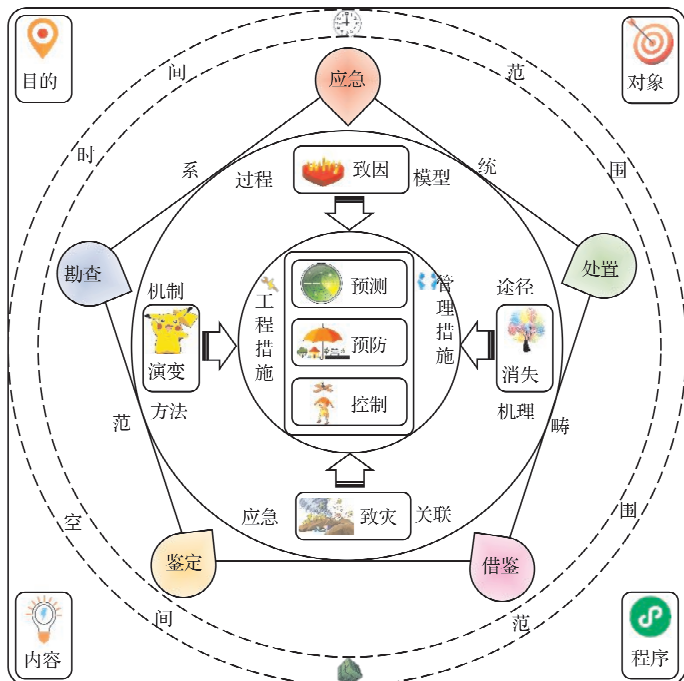 目的
对象
间
范
应急
时
围
系
统
过程
致因
模型
勘查
处置
机制
工程措施
预测
管理措施
途径
预防
演变
消失
控制
方法
机理
范
畴
应急
致灾
关联
空
围
鉴定
借鉴
间
范
内容
程序